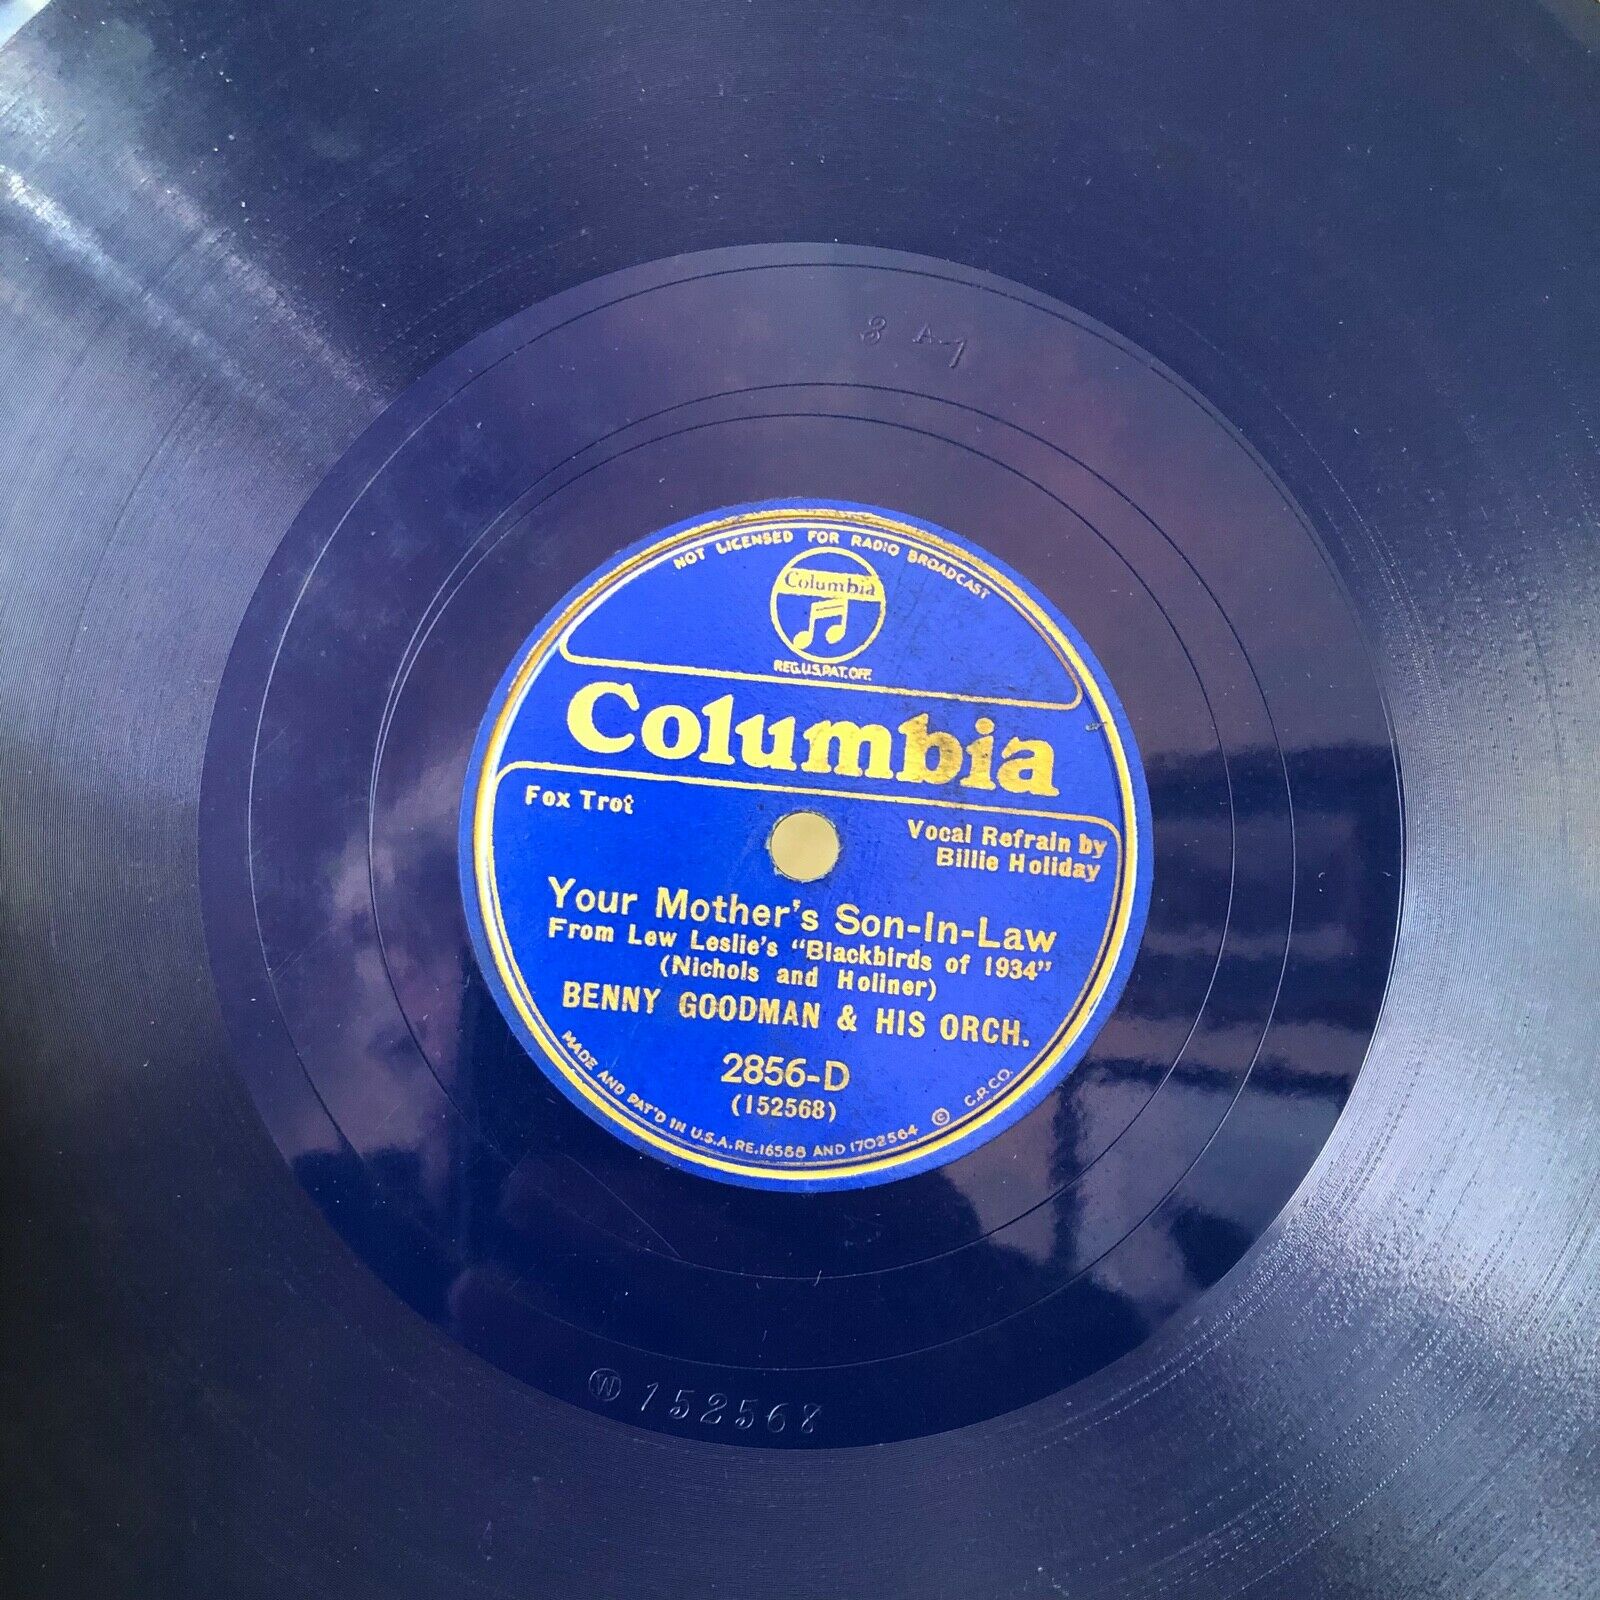 8 A-7
NOT LICENSED FOR RADIO BROADCAST
Columbia
REG.U.S.PAT.OFF.
Columbia
Fox Trot
Vocal Refrain by
Billie Holiday
Your Mother's Son-In-Law
From Lew Leslie's "Blackbirds of 1934"
(Nichols and Holiner)
BENNY GOODMAN & HIS ORCH.
2856-D
(152568)
MADE AND PAT'D IN U.S.A. RE.16588 AND 1702564 © C.P.CO.
Ⓦ 152568